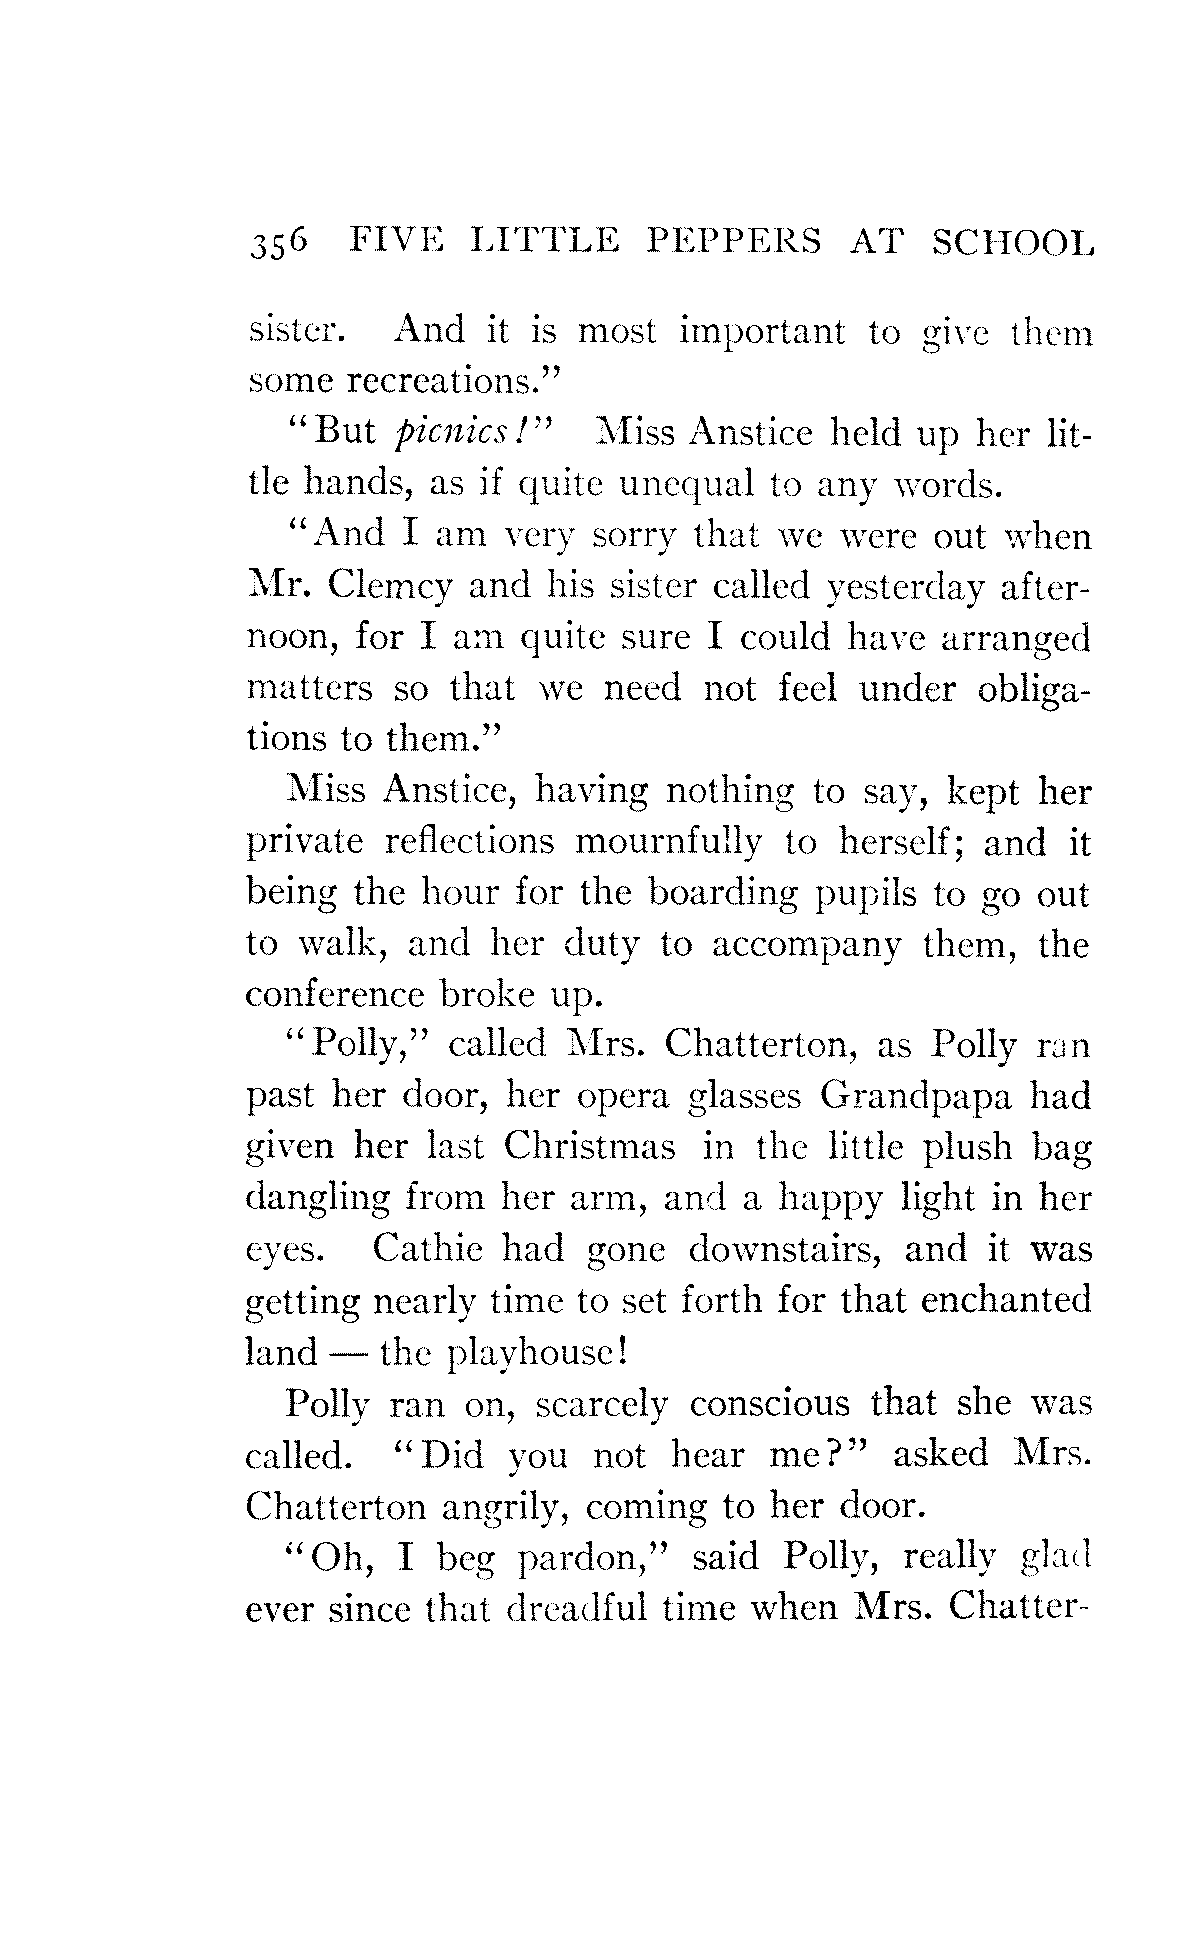 356 FIVE LITTLE PEPPERS AT SCHOOL
sister. And it is most important to give them
some recreations."
"But picnics!" Miss Anstice held up her lit-
tle hands, as if quite unequal to any words.
"And I am very sorry that we were out when
Mr. Clemcy and his sister called yesterday after-
noon, for I am quite sure I could have arranged
matters so that we need not feel under obliga-
tions to them."
Miss Anstice, having nothing to say, kept her
private reflections mournfully to herself; and it
being the hour for the boarding pupils to go out
to walk, and her duty to accompany them, the
conference broke up.
"Polly," called Mrs. Chatterton, as Polly ran
past her door, her opera glasses Grandpapa had
given her last Christmas in the little plush bag
dangling from her arm, and a happy light in her
eyes. Cathie had gone downstairs, and it was
getting nearly time to set forth for that enchanted
land — the playhouse!
Polly ran on, scarcely conscious that she was
called. "Did you not hear me?" asked Mrs.
Chatterton angrily, coming to her door.
"Oh, I beg pardon," said Polly, really glad
ever since that dreadful time when Mrs. Chatter-